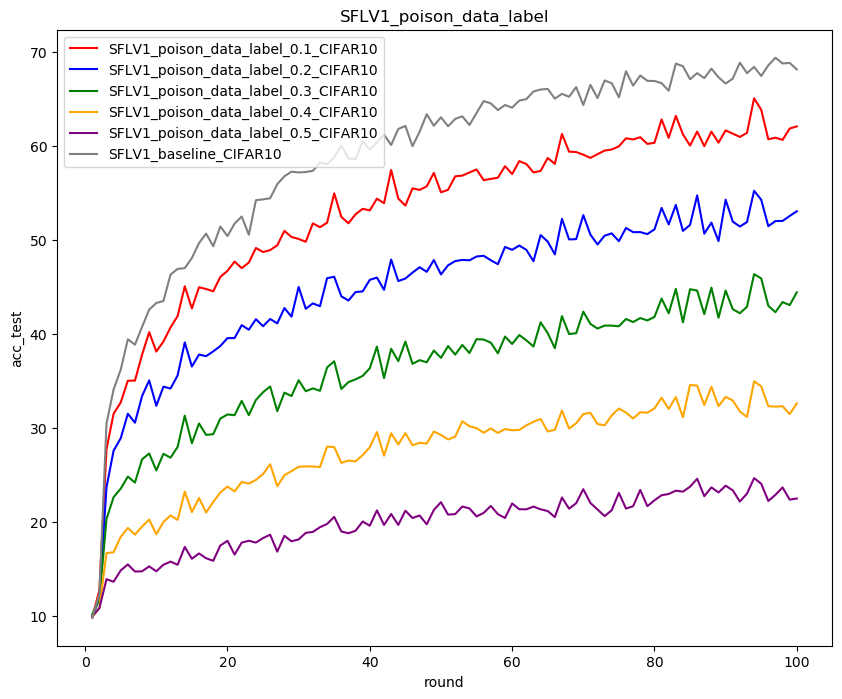 SFLV1_poison_data_label
SFLV1_poison_data_label_0.1_CIFAR10
SFLV1_poison_data_label_0.2_CIFAR10
SFLV1_poison_data_label_0.3_CIFAR10
SFLV1_poison_data_label_0.4_CIFAR10
SFLV1_poison_data_label_0.5_CIFAR10
SFLV1_baseline_CIFAR10
acc_test
70
60
50
40
30
20
10
0 20 40 60 80 100
round